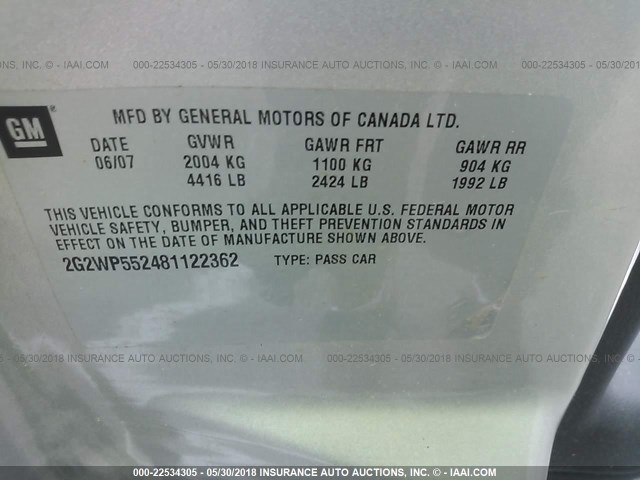 AUCTIONS, INC. - IAAI.COM 000-22534305 - 05/30/2018 INSURANCE AUTO AUCTIONS, INC. - IAAI.COM 000-22534305 - 05/30/2018
GM
MFD BY GENERAL MOTORS OF CANADA LTD.
DATE GVWR GAWR FRT GAWR RR
06/07 2004 KG 1100 KG 904 KG
4416 LB 2424 LB 1992 LB
THIS VEHICLE CONFORMS TO ALL APPLICABLE U.S. FEDERAL MOTOR
VEHICLE SAFETY, BUMPER, AND THEFT PREVENTION STANDARDS IN
EFFECT ON THE DATE OF MANUFACTURE SHOWN ABOVE.
2G2WP552481122362 TYPE: PASS CAR
05/30/2018 INSURANCE AUTO AUCTIONS, INC. - IAAI.COM 000-22534305 - 05/30/2018 INSURANCE AUTO AUCTIONS, INC. - IAAI.COM
000-22534305 - 05/30/2018 INSURANCE AUTO AUCTIONS, INC. - IAAI.COM